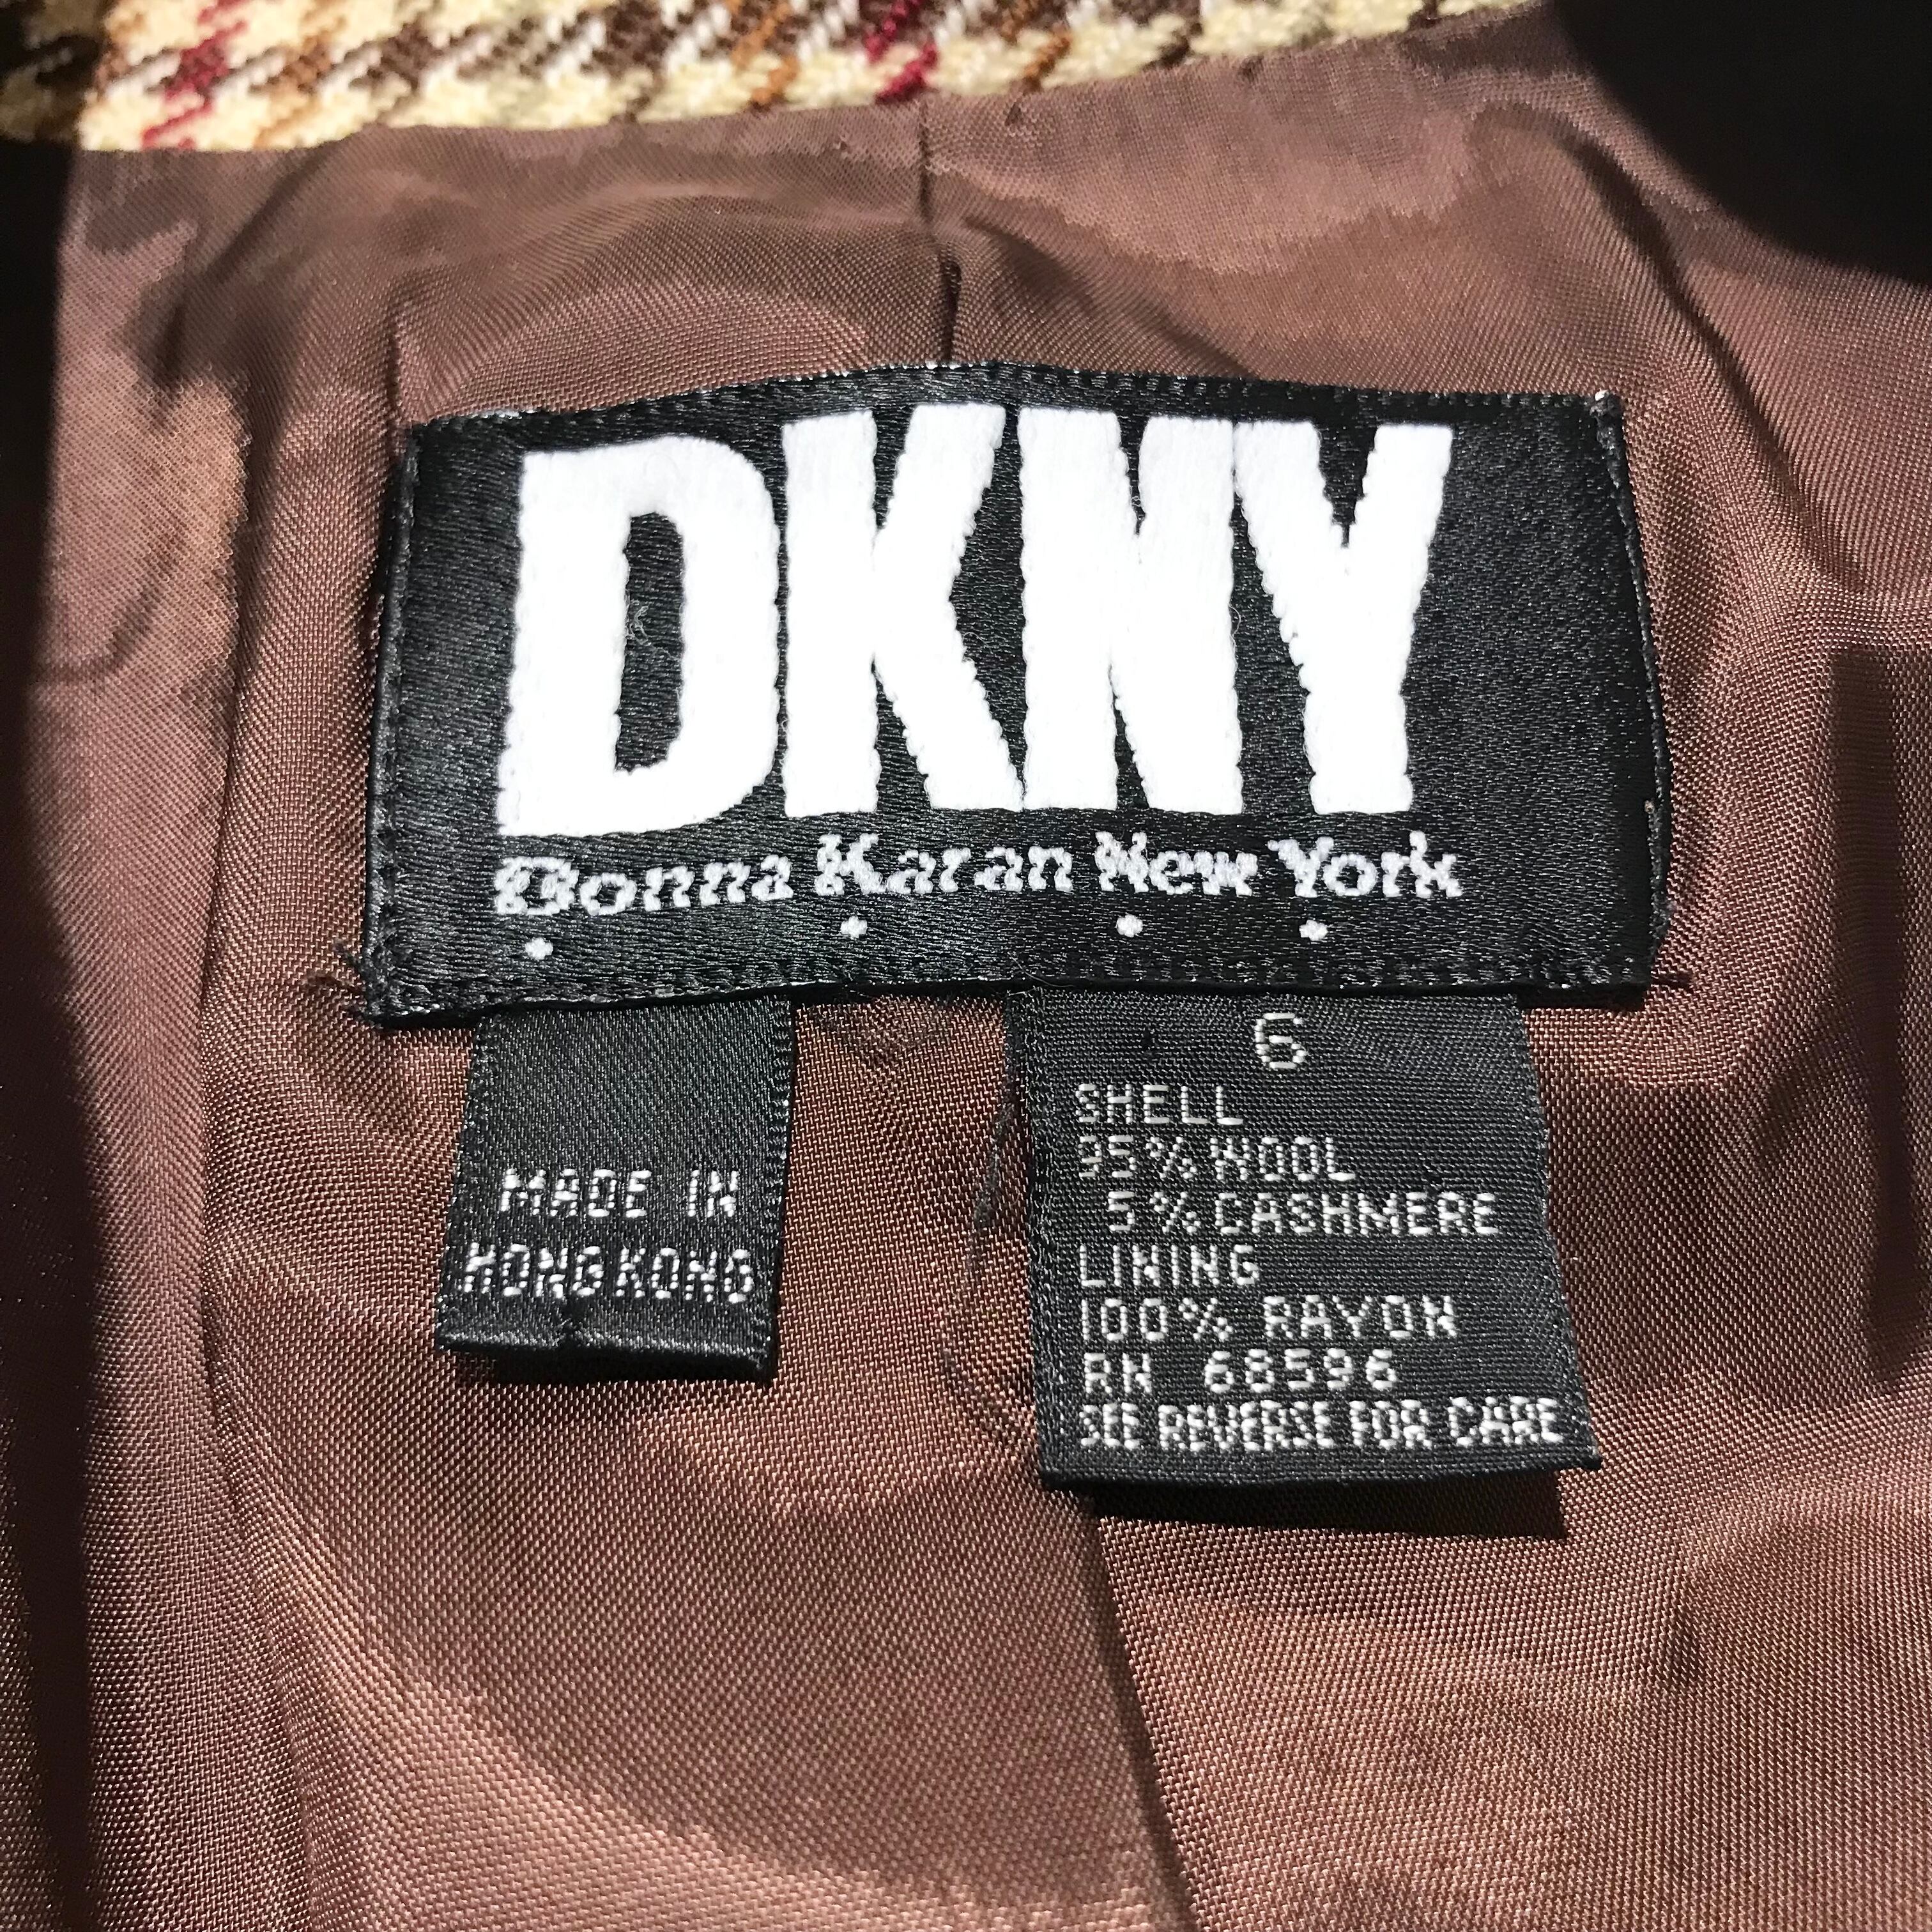 DKNY
Donna Karan New York
MADE IN
HONG KONG
6
SHELL
95% WOOL
5% CASHMERE
LINING
100% RAYON
RN 68596
SEE REVERSE FOR CARE